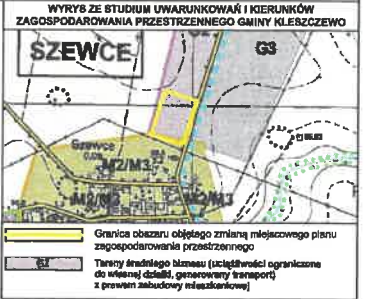 WYRYS ZE STUDIUM UWARUNKOWAŃ I KIERUNKÓW
ZAGOSPODAROWANIA PRZESTRZENNEGO GMINY KLESZCZEWO
G2
SZEWCE
G3
Szewce
M2/M3
M2/M3
M2/M3
Granica obszaru objętego zmianą miejscowego planu
zagospodarowania przestrzennego
G2
Tereny średniego biznesu (uciążliwości ograniczone
do własnej działki, generowany transport)
z prawem zabudowy mieszkaniowej